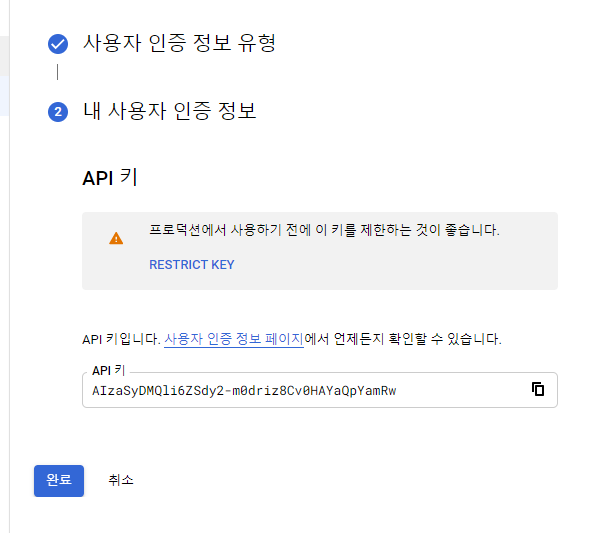 사용자 인증 정보 유형
2 내 사용자 인증 정보
API 키
프로덕션에서 사용하기 전에 이 키를 제한하는 것이 좋습니다.
RESTRICT KEY
API 키입니다. 사용자 인증 정보 페이지에서 언제든지 확인할 수 있습니다.
API 키
AIzaSyDMQli6ZSdy2-m0driz8Cv0HAYaQpYamRw
완료 취소